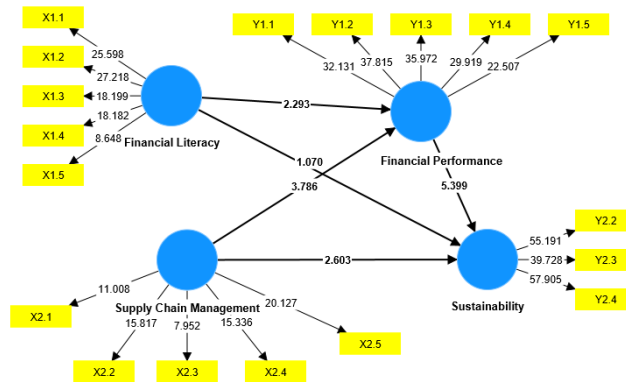 X1.1
Y1.1
Y1.2
Y1.3
Y1.4
Y1.5
X1.2
25.598
32.131
37.815
35.972
29.919
22.507
27.218
X1.3
18.199
2.293
X1.4
18.182
Financial Literacy
Financial Performance
8.648
X1.5
1.070
3.786
5.399
Y2.2
55.191
2.603
39.728
Y2.3
57.905
Y2.4
11.008
Supply Chain Management
20.127
Sustainability
X2.1
15.817
7.952
15.336
X2.5
X2.2
X2.3
X2.4